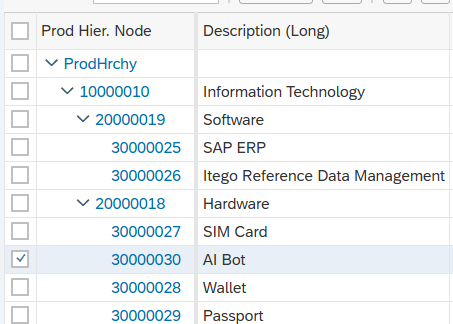 Prod Hier. Node Description (Long)
ProdHrchy
10000010 Information Technology
20000019 Software
30000025 SAP ERP
30000026 Itego Reference Data Management
20000018 Hardware
30000027 SIM Card
30000030 AI Bot
30000028 Wallet
30000029 Passport